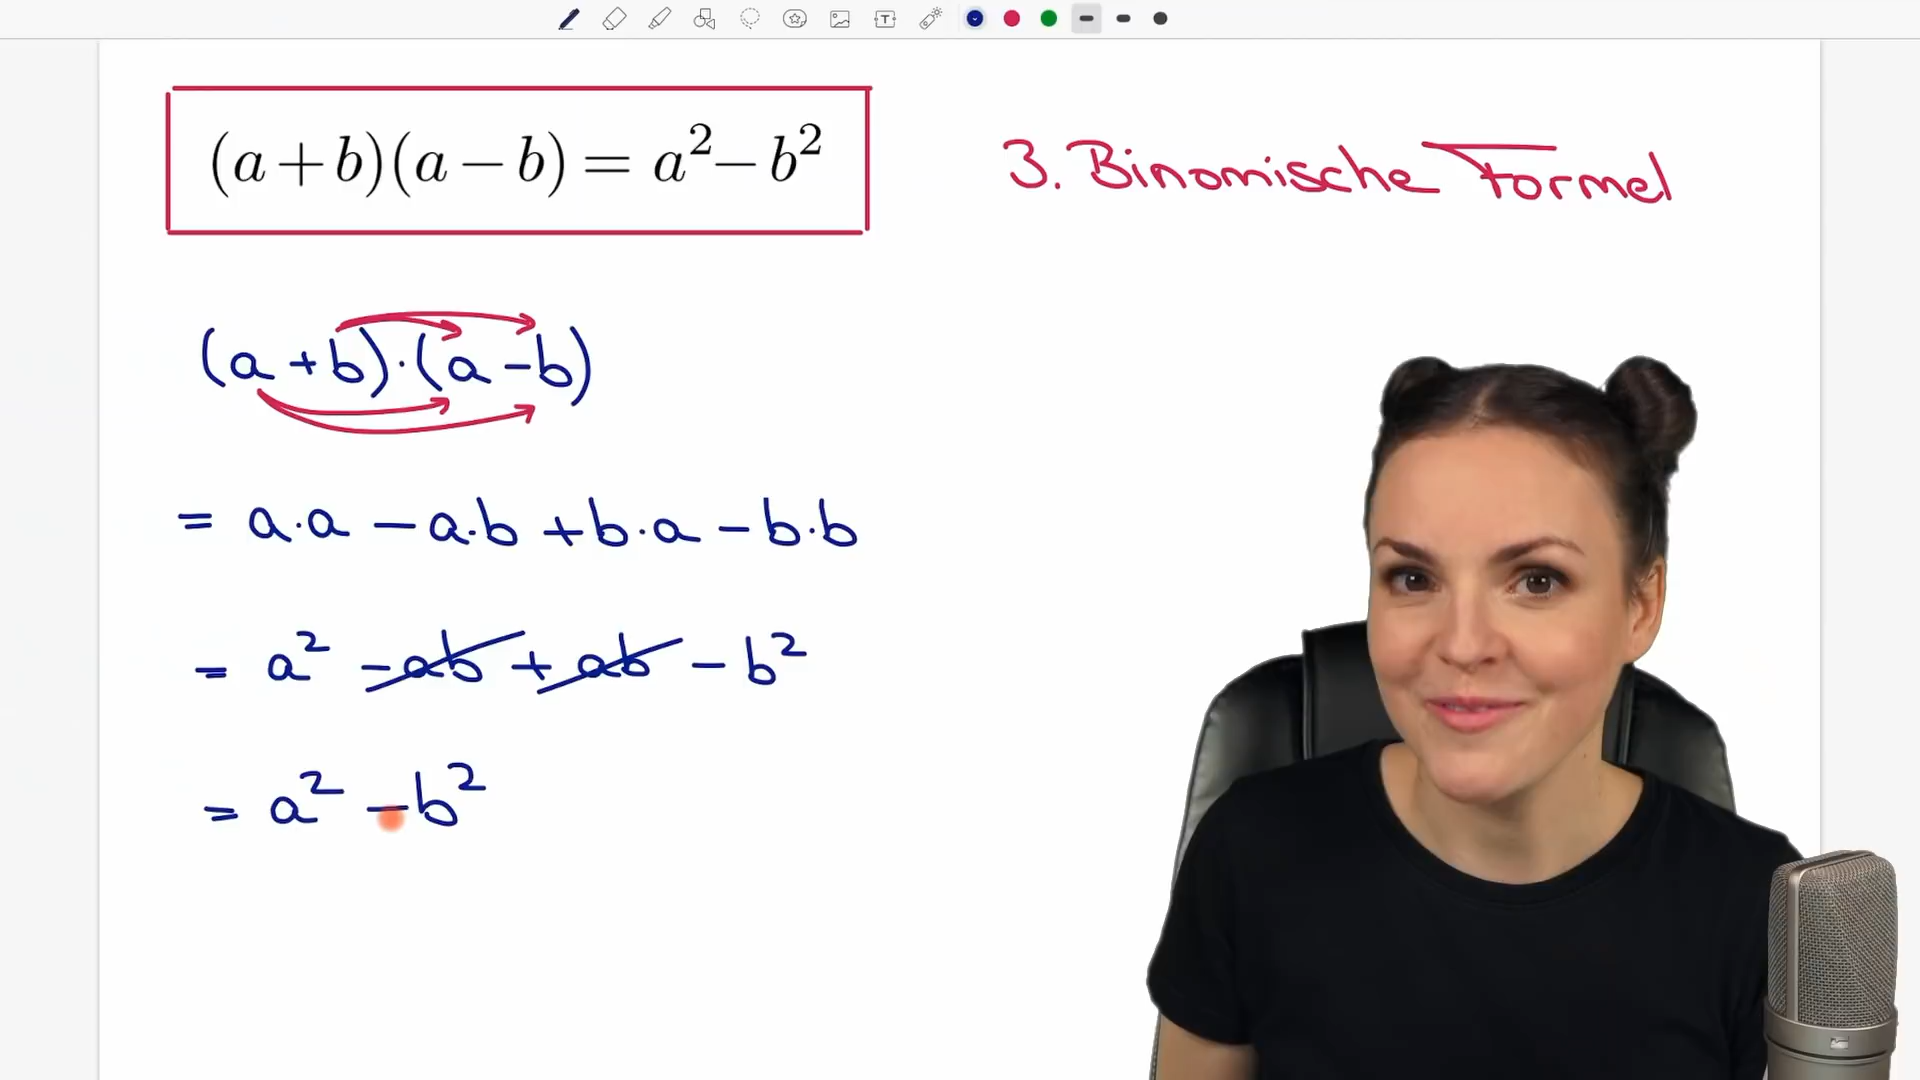 (a+b)(a−b)=a²−b²
3. Binomische Formel
(a+b)·(a−b)
= a·a −a·b +b·a −b·b
= a² −ab +ab −b²
= a² −b²